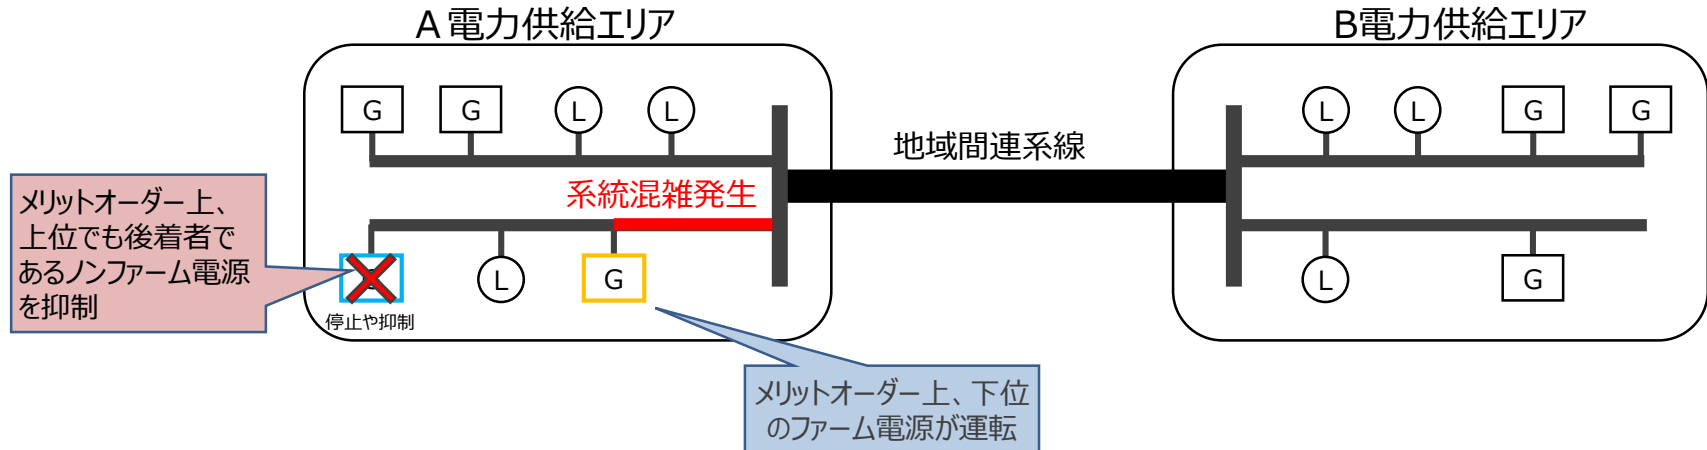 A電力供給エリア
B電力供給エリア
G
G
L
L
L
L
G
G
地域間連系線
系統混雑発生
メリットオーダー上、
上位でも後着者で
あるノンファーム電源
を抑制
L
G
L
G
停止や抑制
メリットオーダー上、下位
のファーム電源が運転